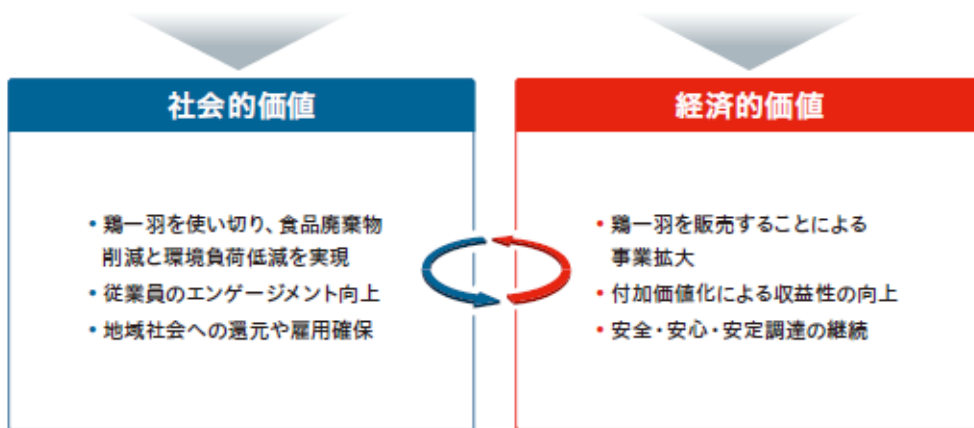 社会的価値
• 鶏一羽を使い切り、食品廃棄物
削減と環境負荷低減を実現
• 従業員のエンゲージメント向上
• 地域社会への還元や雇用確保
経済的価値
• 鶏一羽を販売することによる
事業拡大
• 付加価値化による収益性の向上
• 安全・安心・安定調達の継続